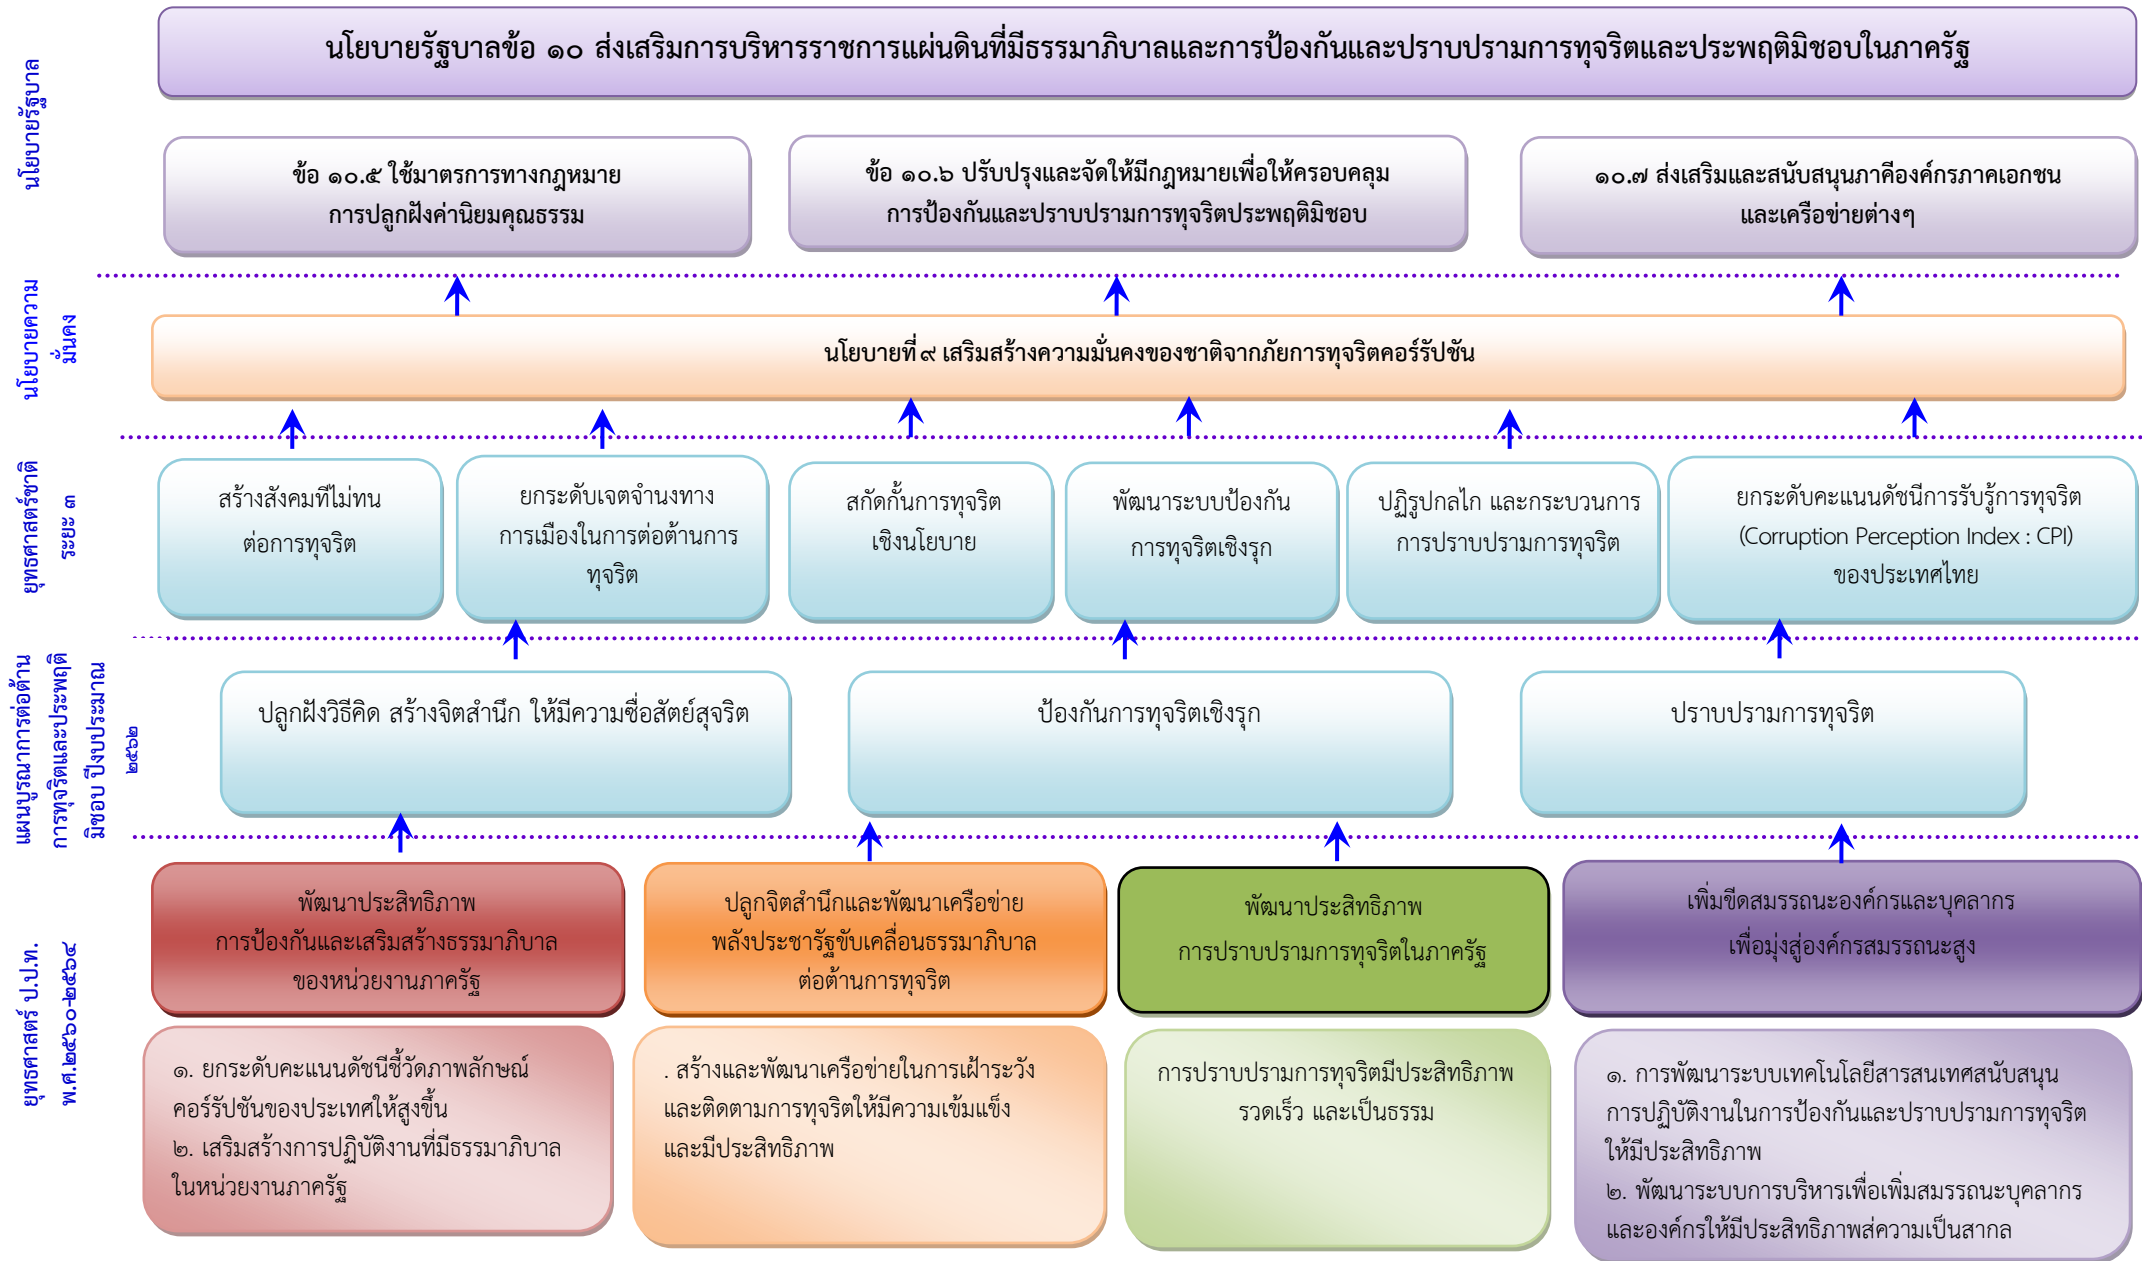 นโยบายรัฐบาล
นโยบายรัฐบาลข้อ ๑๐ ส่งเสริมการบริหารราชการแผ่นดินที่มีธรรมาภิบาลและการป้องกันและปราบปรามการทุจริตและประพฤติมิชอบในภาครัฐ
ข้อ ๑๐.๕ ใช้มาตรการทางกฎหมาย
การปลูกฝังค่านิยมคุณธรรม
ข้อ ๑๐.๖ ปรับปรุงและจัดให้มีกฎหมายเพื่อให้ครอบคลุม
การป้องกันและปราบปรามการทุจริตประพฤติมิชอบ
๑๐.๗ ส่งเสริมและสนับสนุนภาคีองค์กรภาคเอกชน
และเครือข่ายต่างๆ
นโยบายความ
มั่นคง
นโยบายที่ ๙ เสริมสร้างความมั่นคงของชาติจากภัยการทุจริตคอร์รัปชัน
ยุทธศาสตร์ชาติ
ระยะ ๓
สร้างสังคมที่ไม่ทน
ต่อการทุจริต
ยกระดับเจตจำนงทาง
การเมืองในการต่อต้านการ
ทุจริต
สกัดกั้นการทุจริต
เชิงนโยบาย
พัฒนาระบบป้องกัน
การทุจริตเชิงรุก
ปฏิรูปกลไก และกระบวนการ
การปราบปรามการทุจริต
ยกระดับคะแนนดัชนีการรับรู้การทุจริต
(Corruption Perception Index : CPI)
ของประเทศไทย
แผนบูรณาการต่อต้าน
การทุจริตและประพฤติ
มิชอบ ปีงบประมาณ
๒๕๖๒
ปลูกฝังวิธีคิด สร้างจิตสำนึก ให้มีความซื่อสัตย์สุจริต
ป้องกันการทุจริตเชิงรุก
ปราบปรามการทุจริต
ยุทธศาสตร์ ป.ป.ท.
พ.ศ.๒๕๖๐-๒๕๖๔
พัฒนาประสิทธิภาพ
การป้องกันและเสริมสร้างธรรมาภิบาล
ของหน่วยงานภาครัฐ
ปลูกจิตสำนึกและพัฒนาเครือข่าย
พลังประชารัฐขับเคลื่อนธรรมาภิบาล
ต่อต้านการทุจริต
พัฒนาประสิทธิภาพ
การปราบปรามการทุจริตในภาครัฐ
เพิ่มขีดสมรรถนะองค์กรและบุคลากร
เพื่อมุ่งสู่องค์กรสมรรถนะสูง
๑. ยกระดับคะแนนดัชนีชี้วัดภาพลักษณ์
คอร์รัปชันของประเทศให้สูงขึ้น
๒. เสริมสร้างการปฏิบัติงานที่มีธรรมาภิบาล
ในหน่วยงานภาครัฐ
. สร้างและพัฒนาเครือข่ายในการเฝ้าระวัง
และติดตามการทุจริตให้มีความเข้มแข็ง
และมีประสิทธิภาพ
การปราบปรามการทุจริตมีประสิทธิภาพ
รวดเร็ว และเป็นธรรม
๑. การพัฒนาระบบเทคโนโลยีสารสนเทศสนับสนุน
การปฏิบัติงานในการป้องกันและปราบปรามการทุจริต
ให้มีประสิทธิภาพ
๒. พัฒนาระบบการบริหารเพื่อเพิ่มสมรรถนะบุคลากร
และองค์กรให้มีประสิทธิภาพส่ความเป็นสากล